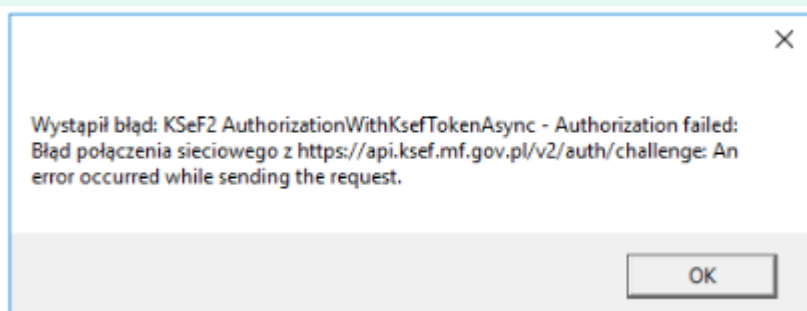 Wystąpił błąd: KSeF2 AuthorizationWithKsefTokenAsync - Authorization failed:
Błąd połączenia sieciowego z https://api.ksef.mf.gov.pl/v2/auth/challenge: An
error occurred while sending the request.
OK